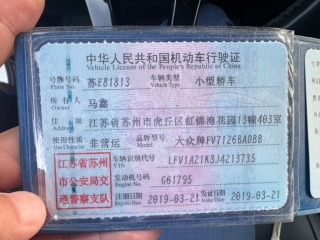 中华人民共和国机动车行驶证
Vehicle License of the People's Republic of China
号牌号码 苏E81813 车辆类型 小型轿车
Plate No. Vehicle Type
所有人 马鑫
Owner
住址 江苏省苏州市虎丘区虹锦湾花园13幢403室
Address
使用性质 非营运 品牌型号 大众牌FV7126BADBB
Use Character Model
江苏省苏州市公安局交通警察支队
车辆识别代号 LFV1A21K3J4213735
VIN
发动机号码 G61795
Engine No.
注册日期 2019-03-21 发证日期 2019-03-21
Register Date Issue Date